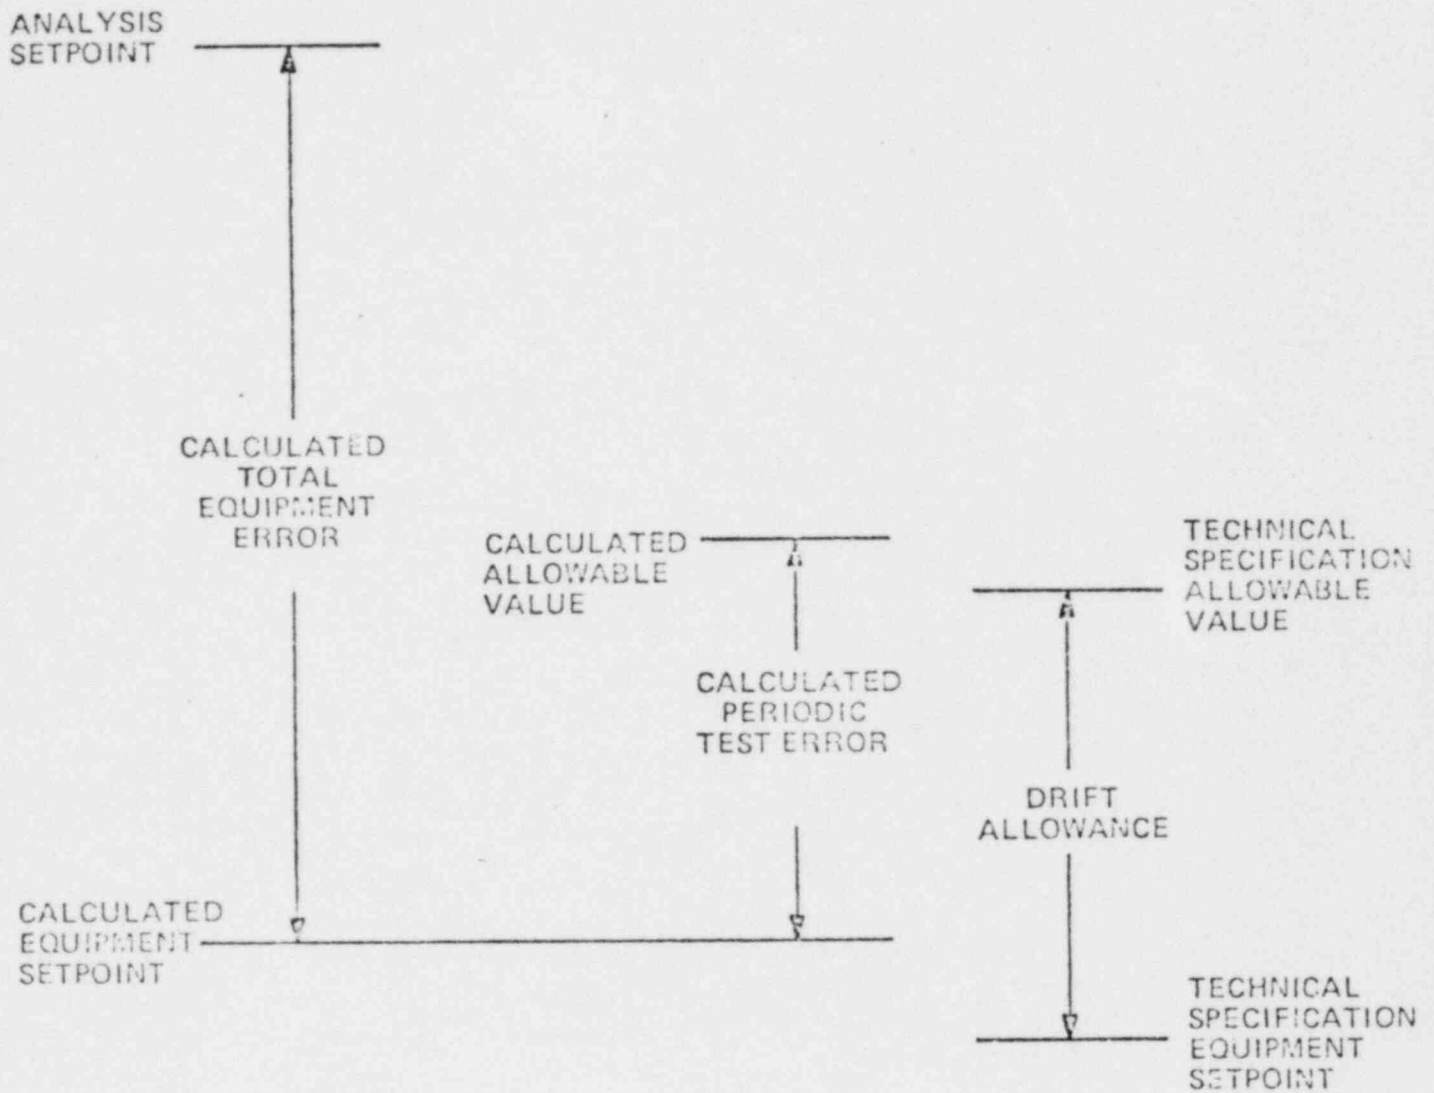 ANALYSIS
SETPOINT
CALCULATED
TOTAL
EQUIPMENT
ERROR
CALCULATED
ALLOWABLE
VALUE
TECHNICAL
SPECIFICATION
ALLOWABLE
VALUE
CALCULATED
PERIODIC
TEST ERROR
DRIFT
ALLOWANCE
CALCULATED
EQUIPMENT
SETPOINT
TECHNICAL
SPECIFICATION
EQUIPMENT
SETPOINT